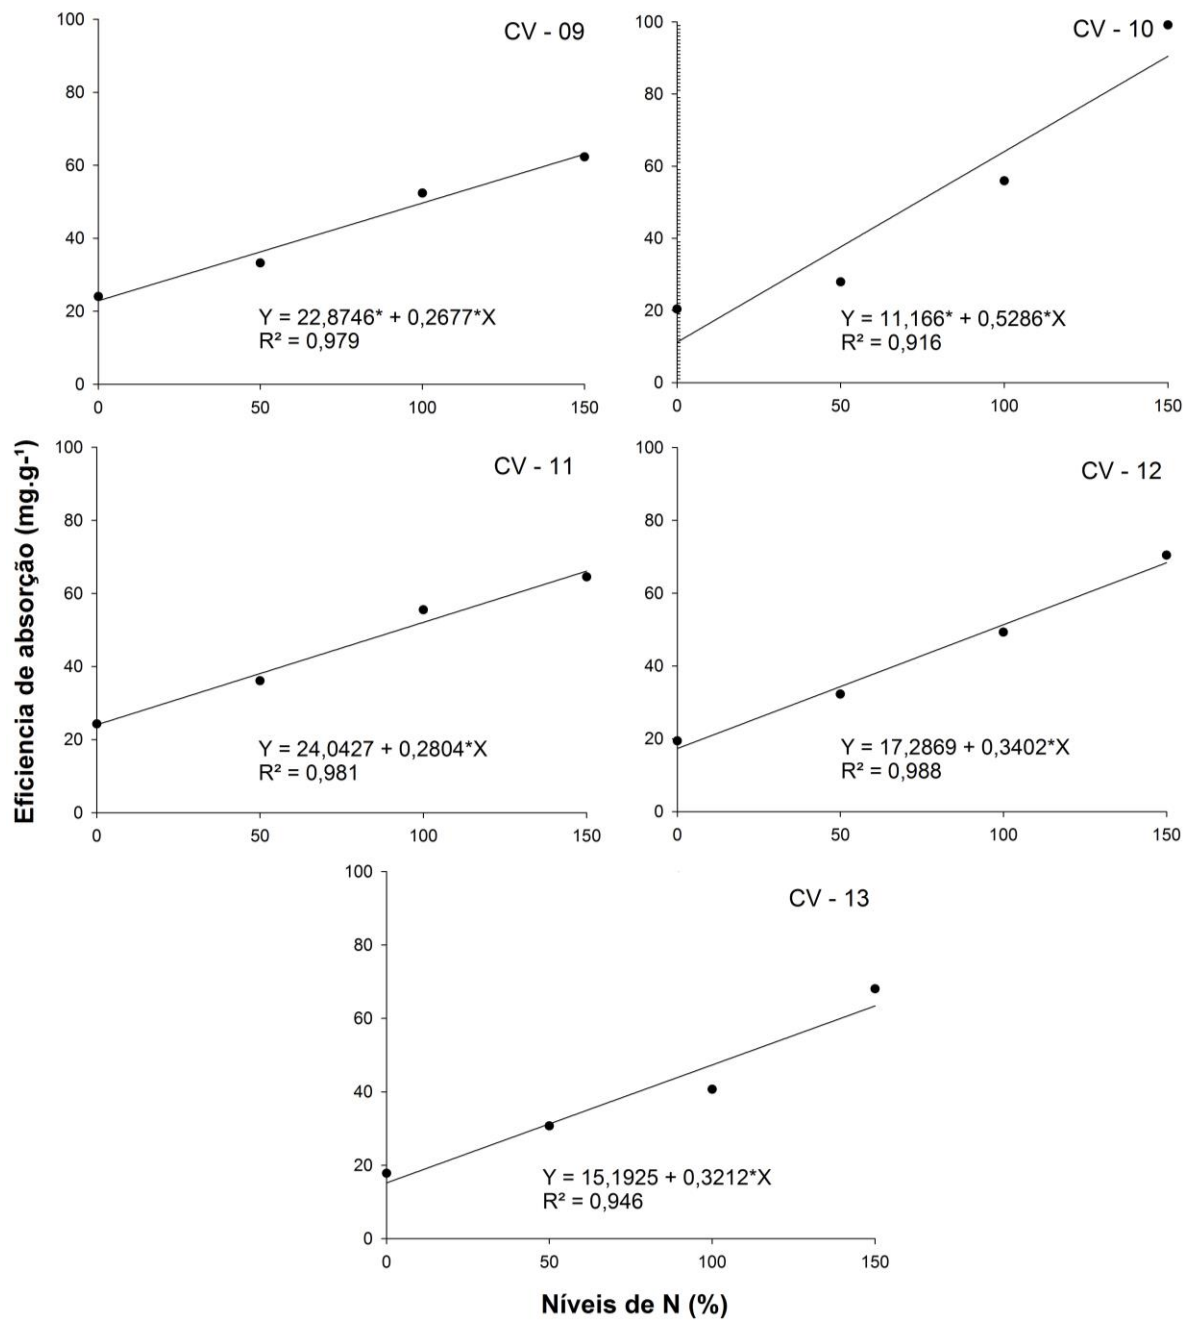 CV - 09
100
80
60
40
20
0
Y = 22,8746* + 0,2677*X
R² = 0,979
0 50 100 150
CV - 10
100
80
60
40
20
0
Y = 11,166* + 0,5286*X
R² = 0,916
0 50 100 150
Eficiencia de absorção (mg.g-¹)
CV - 11
100
80
60
40
20
0
Y = 24,0427 + 0,2804*X
R² = 0,981
0 50 100 150
CV - 12
100
80
60
40
20
0
Y = 17,2869 + 0,3402*X
R² = 0,988
0 50 100 150
CV - 13
100
80
60
40
20
0
Y = 15,1925 + 0,3212*X
R² = 0,946
0 50 100 150
Níveis de N (%)